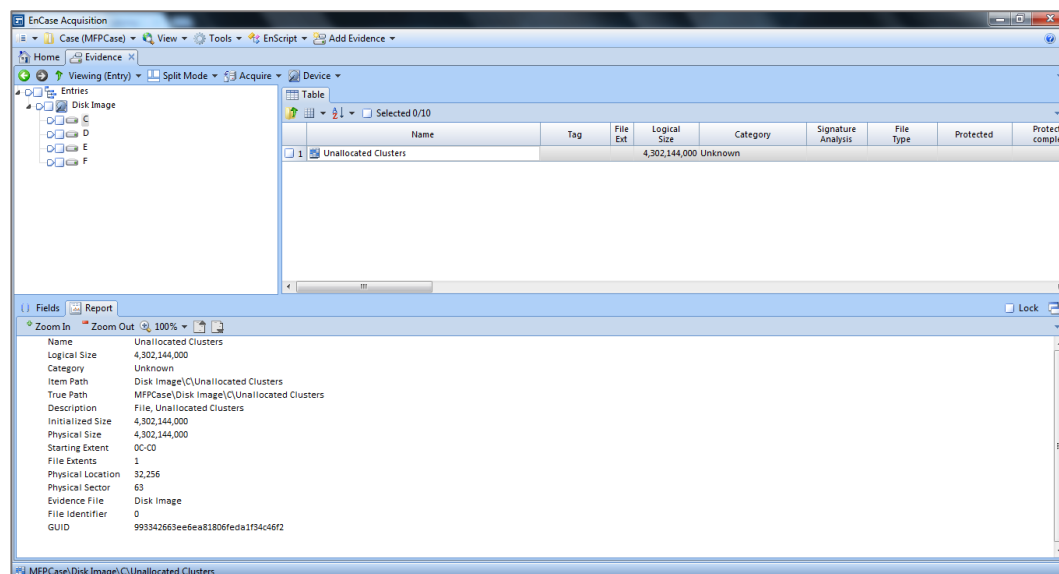 EnCase Acquisition
Case (MFPCase) View Tools EnScript Add Evidence
Home Evidence
Viewing (Entry) Split Mode Acquire Device
Entries
Disk Image
C
D
E
F
Table
Selected 0/10
Name Tag File Ext Logical Size Category Signature Analysis File Type Protected Protect comple
1 Unallocated Clusters 4,302,144,000 Unknown
Fields Report Lock
Zoom In Zoom Out 100%
Name Unallocated Clusters
Logical Size 4,302,144,000
Category Unknown
Item Path Disk Image\C\Unallocated Clusters
True Path MFPCase\Disk Image\C\Unallocated Clusters
Description File, Unallocated Clusters
Initialized Size 4,302,144,000
Physical Size 4,302,144,000
Starting Extent 0C-C0
File Extents 1
Physical Location 32,256
Physical Sector 63
Evidence File Disk Image
File Identifier 0
GUID 993342663ee6ea81806feda1f34c46f2
MFPCase\Disk Image\C\Unallocated Clusters